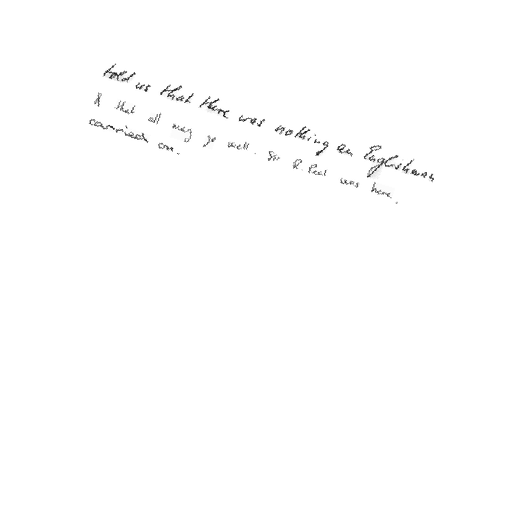 told us that there was nothing an Englishman
& that all may go well. Sir R. Peel was here.
carried on.